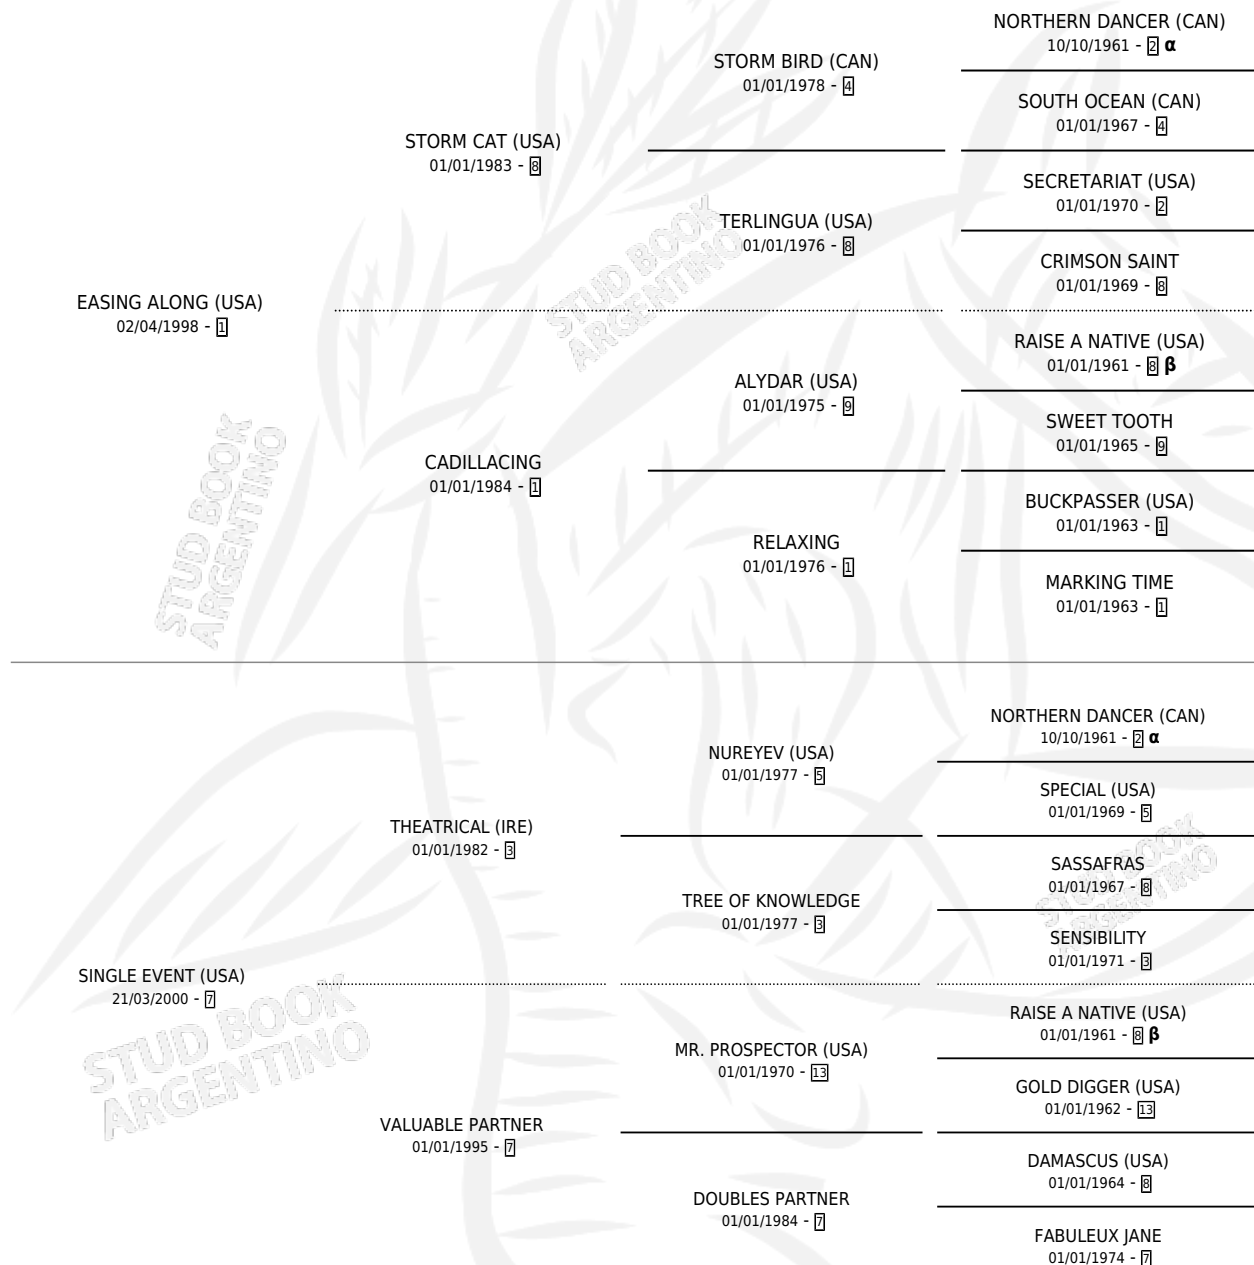 NORTHERN DANCER (CAN)
10/10/1961 - 2 α
STORM BIRD (CAN)
01/01/1978 - 4
SOUTH OCEAN (CAN)
01/01/1967 - 4
STORM CAT (USA)
01/01/1983 - 8
SECRETARIAT (USA)
01/01/1970 - 2
TERLINGUA (USA)
01/01/1976 - 8
CRIMSON SAINT
01/01/1969 - 8
EASING ALONG (USA)
02/04/1998 - 1
RAISE A NATIVE (USA)
01/01/1961 - 8 β
ALYDAR (USA)
01/01/1975 - 9
SWEET TOOTH
01/01/1965 - 9
CADILLACING
01/01/1984 - 1
BUCKPASSER (USA)
01/01/1963 - 1
RELAXING
01/01/1976 - 1
MARKING TIME
01/01/1963 - 1
NORTHERN DANCER (CAN)
10/10/1961 - 2 α
NUREYEV (USA)
01/01/1977 - 5
SPECIAL (USA)
01/01/1969 - 5
THEATRICAL (IRE)
01/01/1982 - 3
SASSAFRAS
01/01/1967 - 8
TREE OF KNOWLEDGE
01/01/1977 - 3
SENSIBILITY
01/01/1971 - 3
SINGLE EVENT (USA)
21/03/2000 - 7
RAISE A NATIVE (USA)
01/01/1961 - 8 β
MR. PROSPECTOR (USA)
01/01/1970 - 13
GOLD DIGGER (USA)
01/01/1962 - 13
VALUABLE PARTNER
01/01/1995 - 7
DAMASCUS (USA)
01/01/1964 - 8
DOUBLES PARTNER
01/01/1984 - 7
FABULEUX JANE
01/01/1974 - 7
STUD BOOK
ARGENTINO
STUD BOOK
ARGENTINO
STUD BOOK
ARGENTINO
STUD BOOK
ARGENTINO